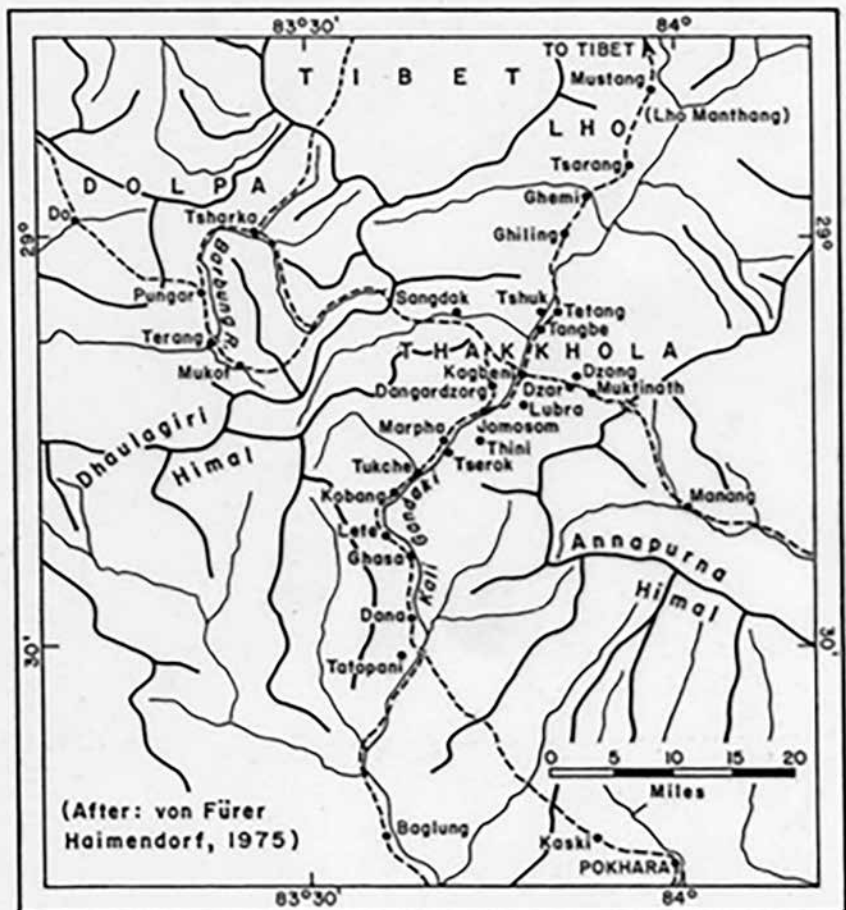 83°30'
84°
TO TIBET
TIBET
Mustang
(Lho Manthang)
LHO
Tsarang
DOLPA
Ghemi
Do
Tsharka
29°
29°
Ghiling
Barbung R.
Pungar
Sangdak
Tshuk
Tetang
Terang
Tangbe
THAKKHOLA
Mukot
Kagbeni
Dzong
Dangardzong
Dzar
Muktinath
Lubra
Dhaulagiri
Himal
Marpha
Jomosom
Thini
Tukche
Tserok
Kobang
Manang
Kali Gandaki
Lete
Annapurna
Himal
Ghasa
Dana
30'
30'
Tatopani
0 5 10 15 20
Miles
(After: von Fürer
Haimendorf, 1975)
Baglung
Kaski
POKHARA
83°30'
84°